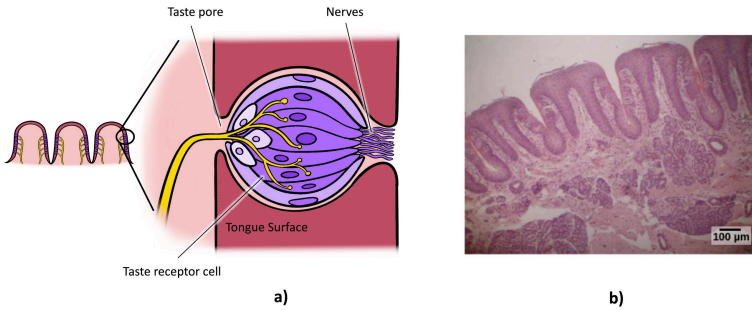 Taste pore
Nerves
Tongue Surface
Taste receptor cell
100 µm
a)
b)